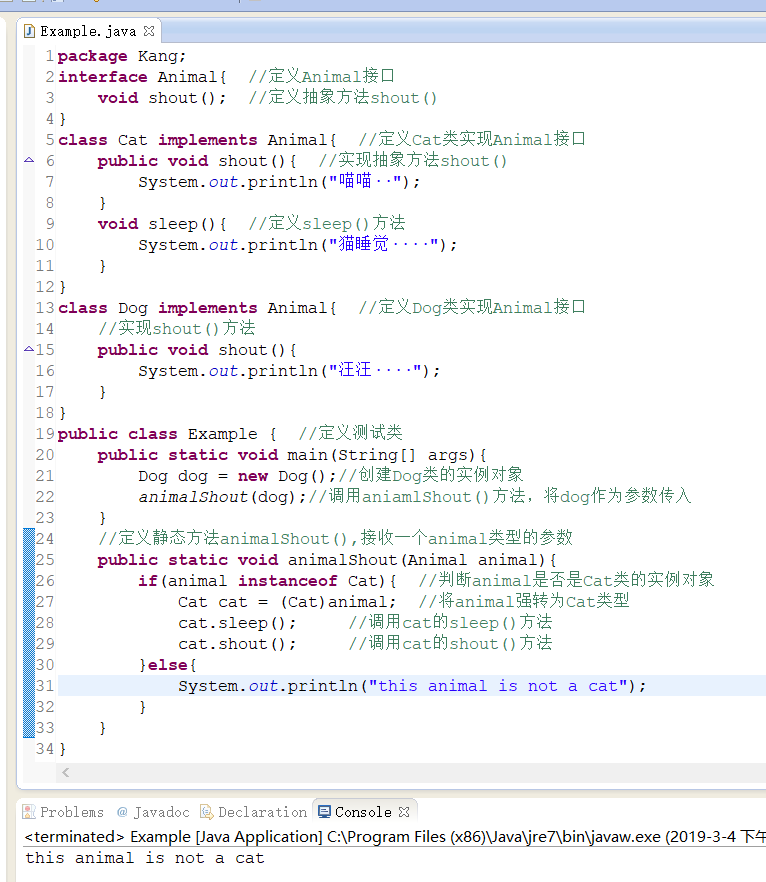 Example.java
1 package Kang;
2 interface Animal{  //定义Animal接口
3     void shout();  //定义抽象方法shout()
4 }
5 class Cat implements Animal{  //定义Cat类实现Animal接口
6     public void shout(){  //实现抽象方法shout()
7         System.out.println("喵喵··");
8     }
9     void sleep(){  //定义sleep()方法
10         System.out.println("猫睡觉····");
11     }
12 }
13 class Dog implements Animal{  //定义Dog类实现Animal接口
14     //实现shout()方法
15     public void shout(){
16         System.out.println("汪汪····");
17     }
18 }
19 public class Example {  //定义测试类
20     public static void main(String[] args){
21         Dog dog = new Dog();//创建Dog类的实例对象
22         animalShout(dog);//调用aniamlShout()方法，将dog作为参数传入
23     }
24     //定义静态方法animalShout(),接收一个animal类型的参数
25     public static void animalShout(Animal animal){
26         if(animal instanceof Cat){  //判断animal是否是Cat类的实例对象
27             Cat cat = (Cat)animal;  //将animal强转为Cat类型
28             cat.sleep();     //调用cat的sleep()方法
29             cat.shout();     //调用cat的shout()方法
30         }else{
31             System.out.println("this animal is not a cat");
32         }
33     }
34 }
Problems @ Javadoc Declaration Console
<terminated> Example [Java Application] C:\Program Files (x86)\Java\jre7\bin\javaw.exe (2019-3-4 下午
this animal is not a cat